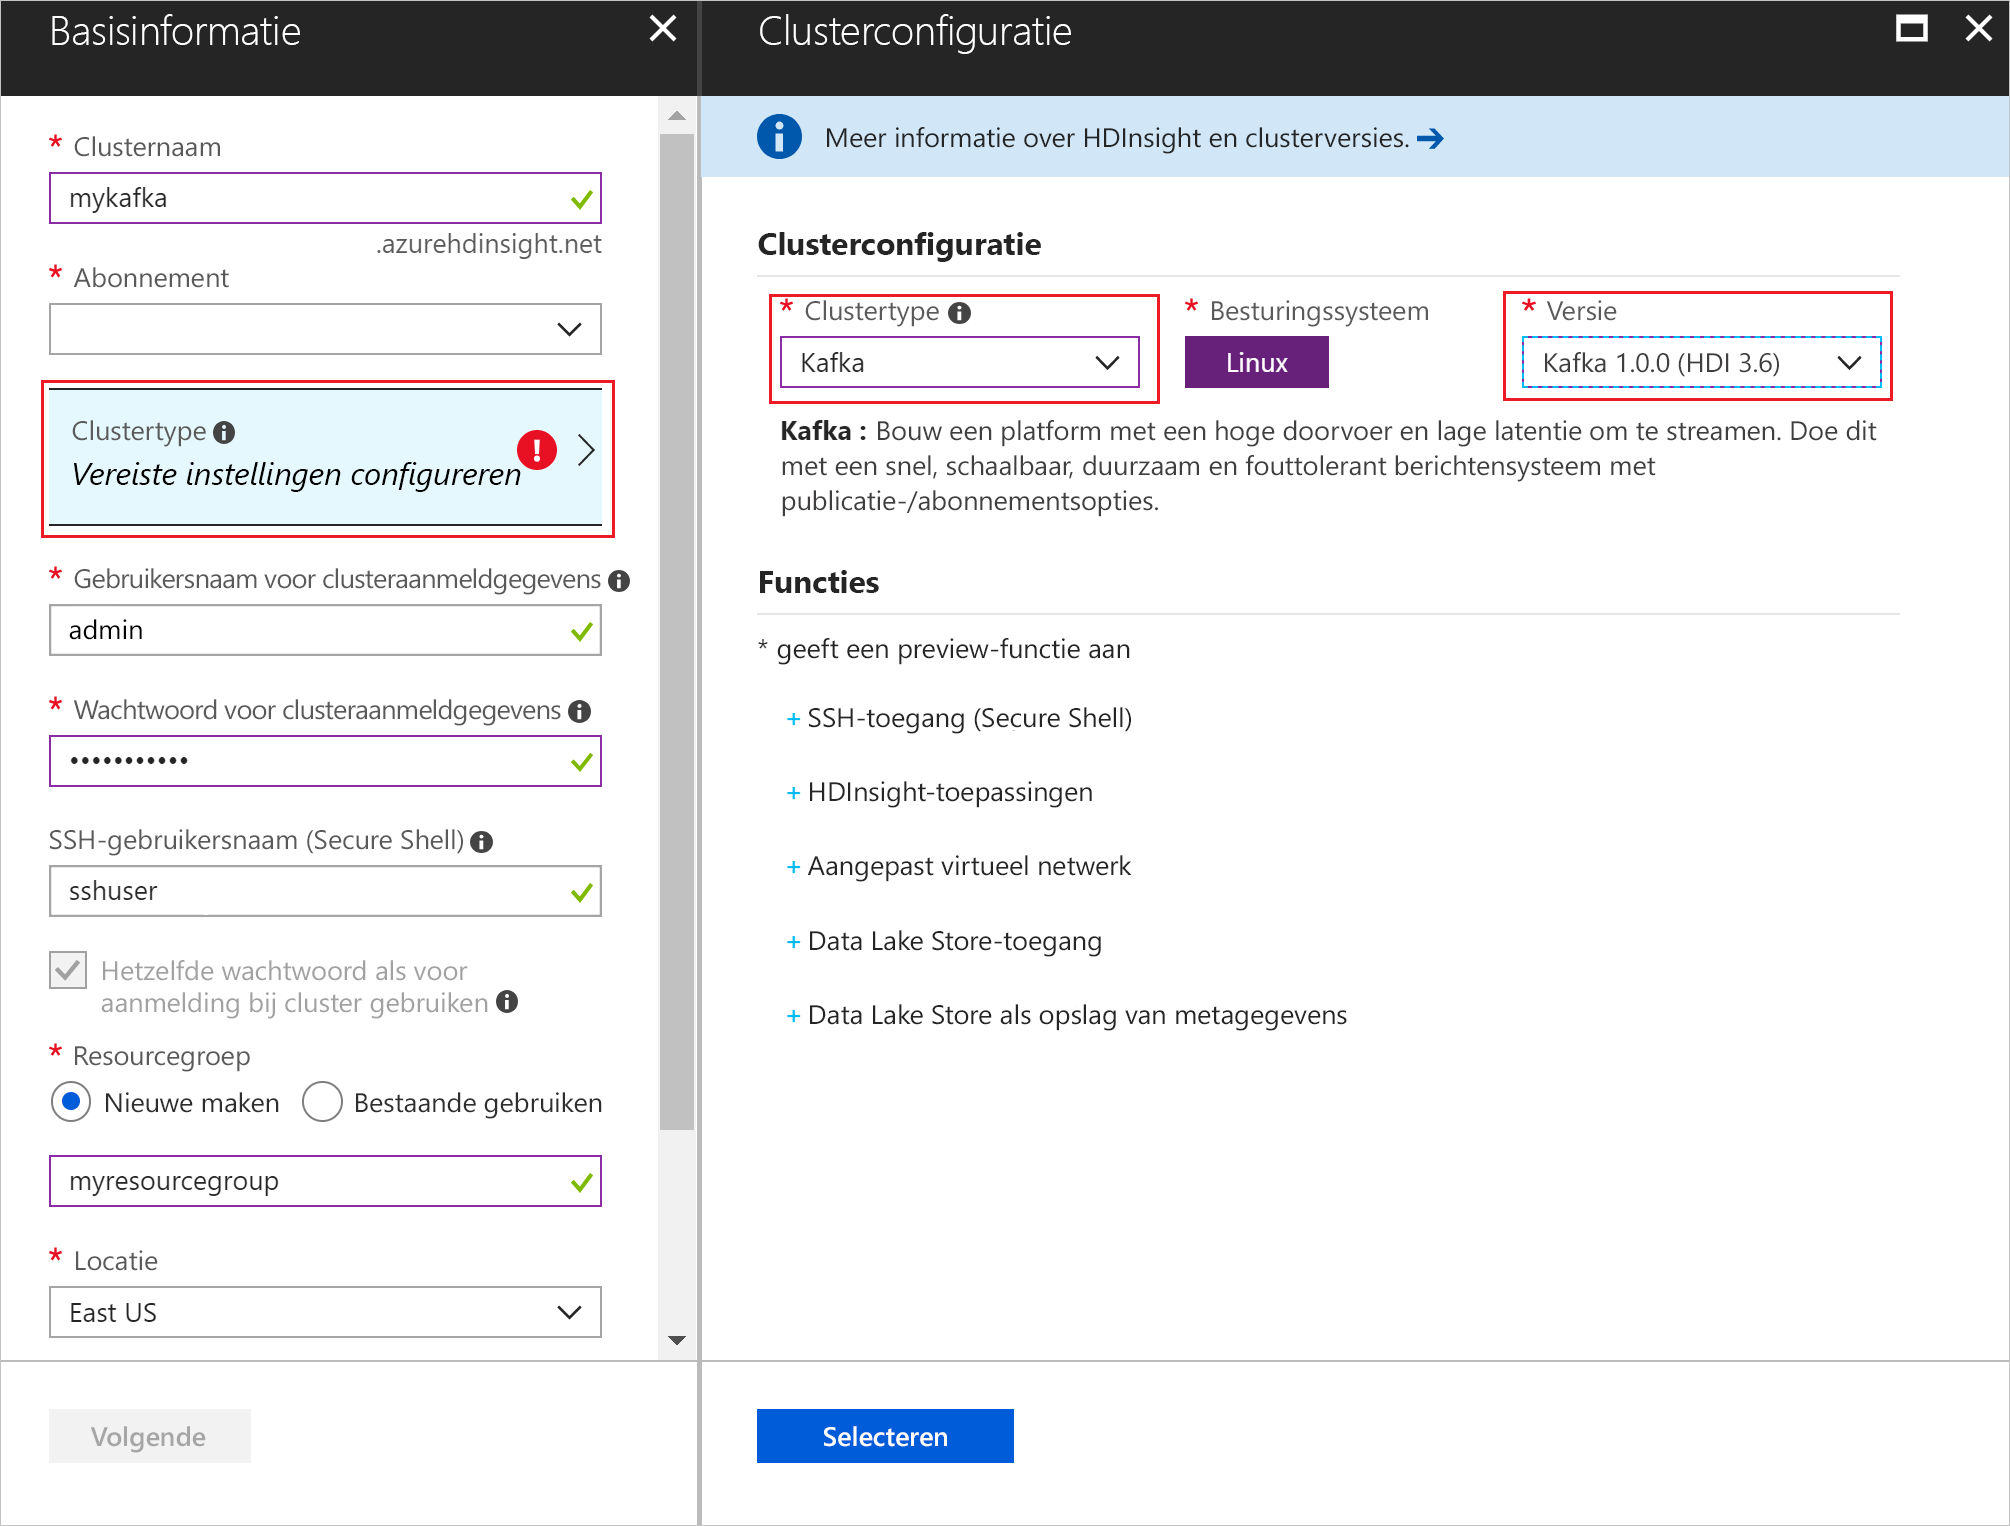 Basisinformatie
* Clusternaam
mykafka
.azurehdinsight.net
* Abonnement
Clustertype
Vereiste instellingen configureren
* Gebruikersnaam voor clusteraanmeldgegevens
admin
* Wachtwoord voor clusteraanmeldgegevens
•••••••••••
SSH-gebruikersnaam (Secure Shell)
sshuser
Hetzelfde wachtwoord als voor
aanmelding bij cluster gebruiken
* Resourcegroep
Nieuwe maken Bestaande gebruiken
myresourcegroup
* Locatie
East US
Volgende
Clusterconfiguratie
Meer informatie over HDInsight en clusterversies.
Clusterconfiguratie
* Clustertype * Besturingssysteem * Versie
Kafka Linux Kafka 1.0.0 (HDI 3.6)
Kafka : Bouw een platform met een hoge doorvoer en lage latentie om te streamen. Doe dit
met een snel, schaalbaar, duurzaam en fouttolerant berichtensysteem met
publicatie-/abonnementsopties.
Functies
* geeft een preview-functie aan
+ SSH-toegang (Secure Shell)
+ HDInsight-toepassingen
+ Aangepast virtueel netwerk
+ Data Lake Store-toegang
+ Data Lake Store als opslag van metagegevens
Selecteren